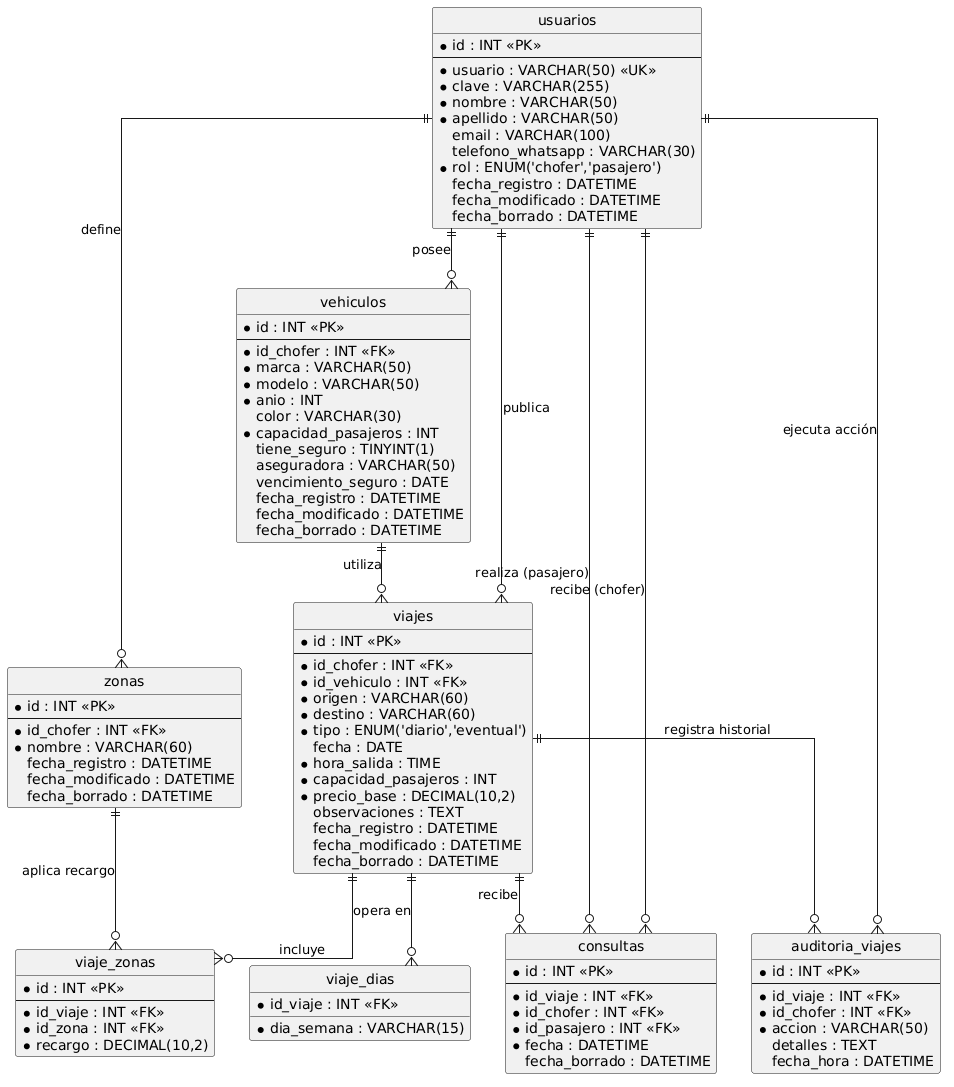 usuarios
id : INT «PK»
usuario : VARCHAR(50) «UK»
clave : VARCHAR(255)
nombre : VARCHAR(50)
apellido : VARCHAR(50)
email : VARCHAR(100)
telefono_whatsapp : VARCHAR(30)
rol : ENUM('chofer','pasajero')
fecha_registro : DATETIME
fecha_modificado : DATETIME
fecha_borrado : DATETIME
define
posee
vehiculos
id : INT «PK»
id_chofer : INT «FK»
marca : VARCHAR(50)
modelo : VARCHAR(50)
anio : INT
color : VARCHAR(30)
capacidad_pasajeros : INT
tiene_seguro : TINYINT(1)
aseguradora : VARCHAR(50)
vencimiento_seguro : DATE
fecha_registro : DATETIME
fecha_modificado : DATETIME
fecha_borrado : DATETIME
publica
ejecuta acción
utiliza
realiza (pasajero)
recibe (chofer)
viajes
id : INT «PK»
id_chofer : INT «FK»
id_vehiculo : INT «FK»
origen : VARCHAR(60)
destino : VARCHAR(60)
tipo : ENUM('diario','eventual')
fecha : DATE
hora_salida : TIME
capacidad_pasajeros : INT
precio_base : DECIMAL(10,2)
observaciones : TEXT
fecha_registro : DATETIME
fecha_modificado : DATETIME
fecha_borrado : DATETIME
zonas
id : INT «PK»
id_chofer : INT «FK»
nombre : VARCHAR(60)
fecha_registro : DATETIME
fecha_modificado : DATETIME
fecha_borrado : DATETIME
registra historial
aplica recargo
opera en
recibe
incluye
viaje_zonas
id : INT «PK»
id_viaje : INT «FK»
id_zona : INT «FK»
recargo : DECIMAL(10,2)
viaje_dias
id_viaje : INT «FK»
dia_semana : VARCHAR(15)
consultas
id : INT «PK»
id_viaje : INT «FK»
id_chofer : INT «FK»
id_pasajero : INT «FK»
fecha : DATETIME
fecha_borrado : DATETIME
auditoria_viajes
id : INT «PK»
id_viaje : INT «FK»
id_chofer : INT «FK»
accion : VARCHAR(50)
detalles : TEXT
fecha_hora : DATETIME